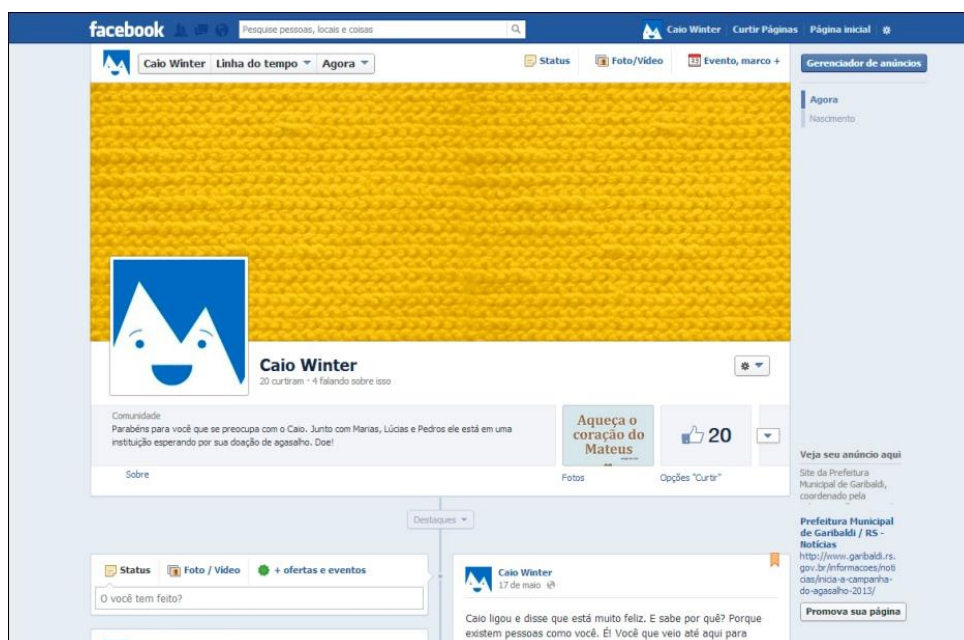 facebook
Pesquise pessoas, locais e coisas
Caio Winter Curtir Páginas Página inicial
Caio Winter Linha do tempo Agora
Status Foto/Vídeo 23 Evento, marco +
Gerenciador de anúncios
Agora
Nascimento
Caio Winter
20 curtiram · 4 falando sobre isso
Comunidade
Parabéns para você que se preocupa com o Caio. Junto com Marias, Lúcias e Pedros ele está em uma
instituição esperando por sua doação de agasalho. Doe!
Sobre
Aqueça o
coração do
Mateus
Fotos
20
Opções "Curtir"
Veja seu anúncio aqui
Site da Prefeitura
Municipal de Garibaldi,
coordenado pela
Prefeitura Municipal
de Garibaldi / RS -
Notícias
http://www.garibaldi.rs.
gov.br/informacoes/noti
cias/inicia-a-campanha-
do-agasalho-2013/
Promova sua página
Destaques
Status Foto / Vídeo + ofertas e eventos
O você tem feito?
Caio Winter
17 de maio
Caio ligou e disse que está muito feliz. E sabe por quê? Porque
existem pessoas como você. É! Você que veio até aqui para